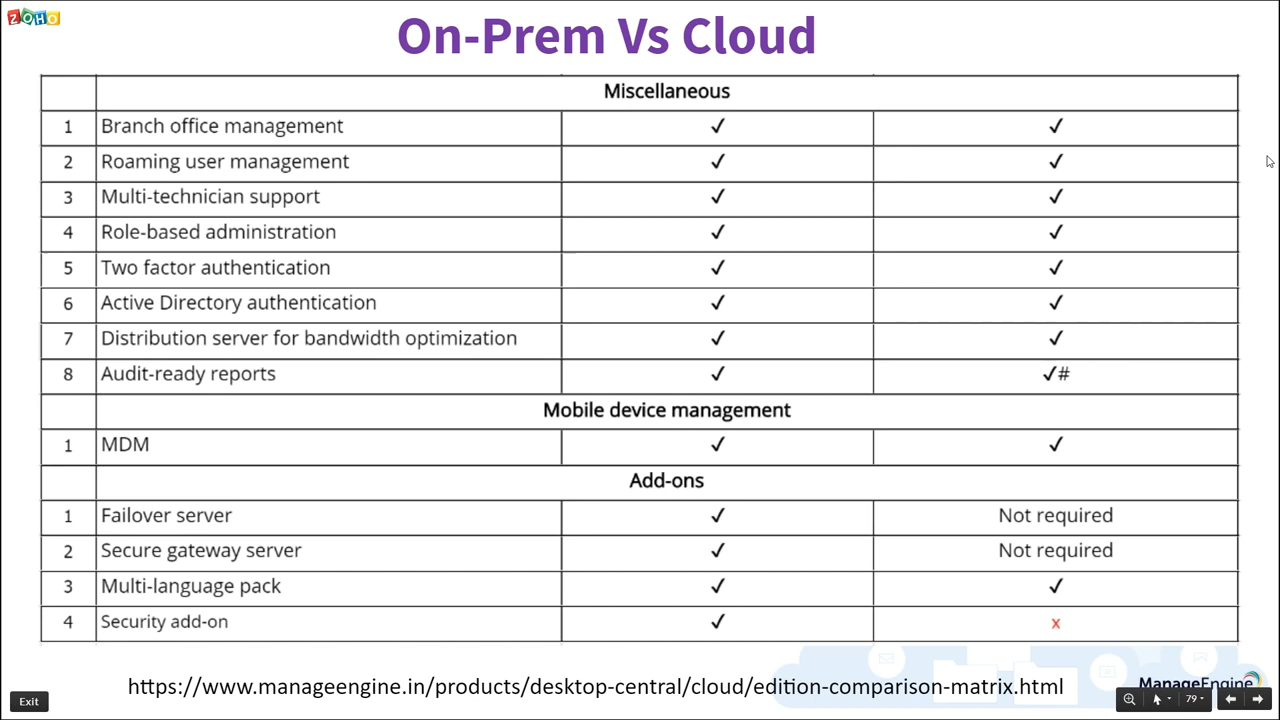 ZOHO
On-Prem Vs Cloud
Miscellaneous
1 Branch office management ✓ ✓
2 Roaming user management ✓ ✓
3 Multi-technician support ✓ ✓
4 Role-based administration ✓ ✓
5 Two factor authentication ✓ ✓
6 Active Directory authentication ✓ ✓
7 Distribution server for bandwidth optimization ✓ ✓
8 Audit-ready reports ✓ ✓#
Mobile device management
1 MDM ✓ ✓
Add-ons
1 Failover server ✓ Not required
2 Secure gateway server ✓ Not required
3 Multi-language pack ✓ ✓
4 Security add-on ✓ x
https://www.manageengine.in/products/desktop-central/cloud/edition-comparison-matrix.html
ManageEngine
Exit
79